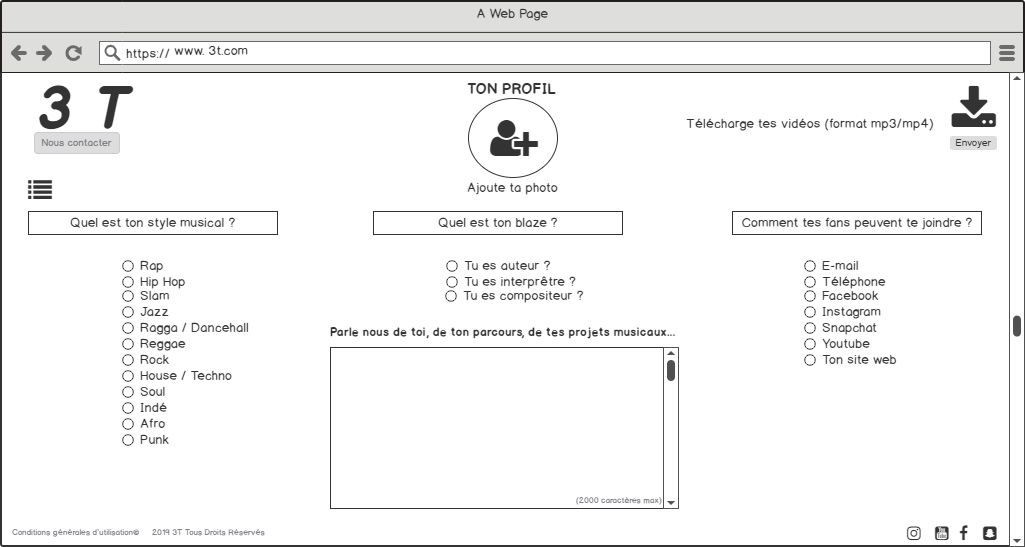 A Web Page
https:// www. 3t.com
3 T
Nous contacter
TON PROFIL
Ajoute ta photo
Télécharge tes vidéos (format mp3/mp4)
Envoyer
Quel est ton style musical ?
Rap
Hip Hop
Slam
Jazz
Ragga / Dancehall
Reggae
Rock
House / Techno
Soul
Indé
Afro
Punk
Quel est ton blaze ?
Tu es auteur ?
Tu es interprêtre ?
Tu es compositeur ?
Parle nous de toi, de ton parcours, de tes projets musicaux...
(2000 caractères max)
Comment tes fans peuvent te joindre ?
E-mail
Téléphone
Facebook
Instagram
Snapchat
Youtube
Ton site web
Conditions générales d'utilisation© 2019 3T Tous Droits Réservés
You Tube